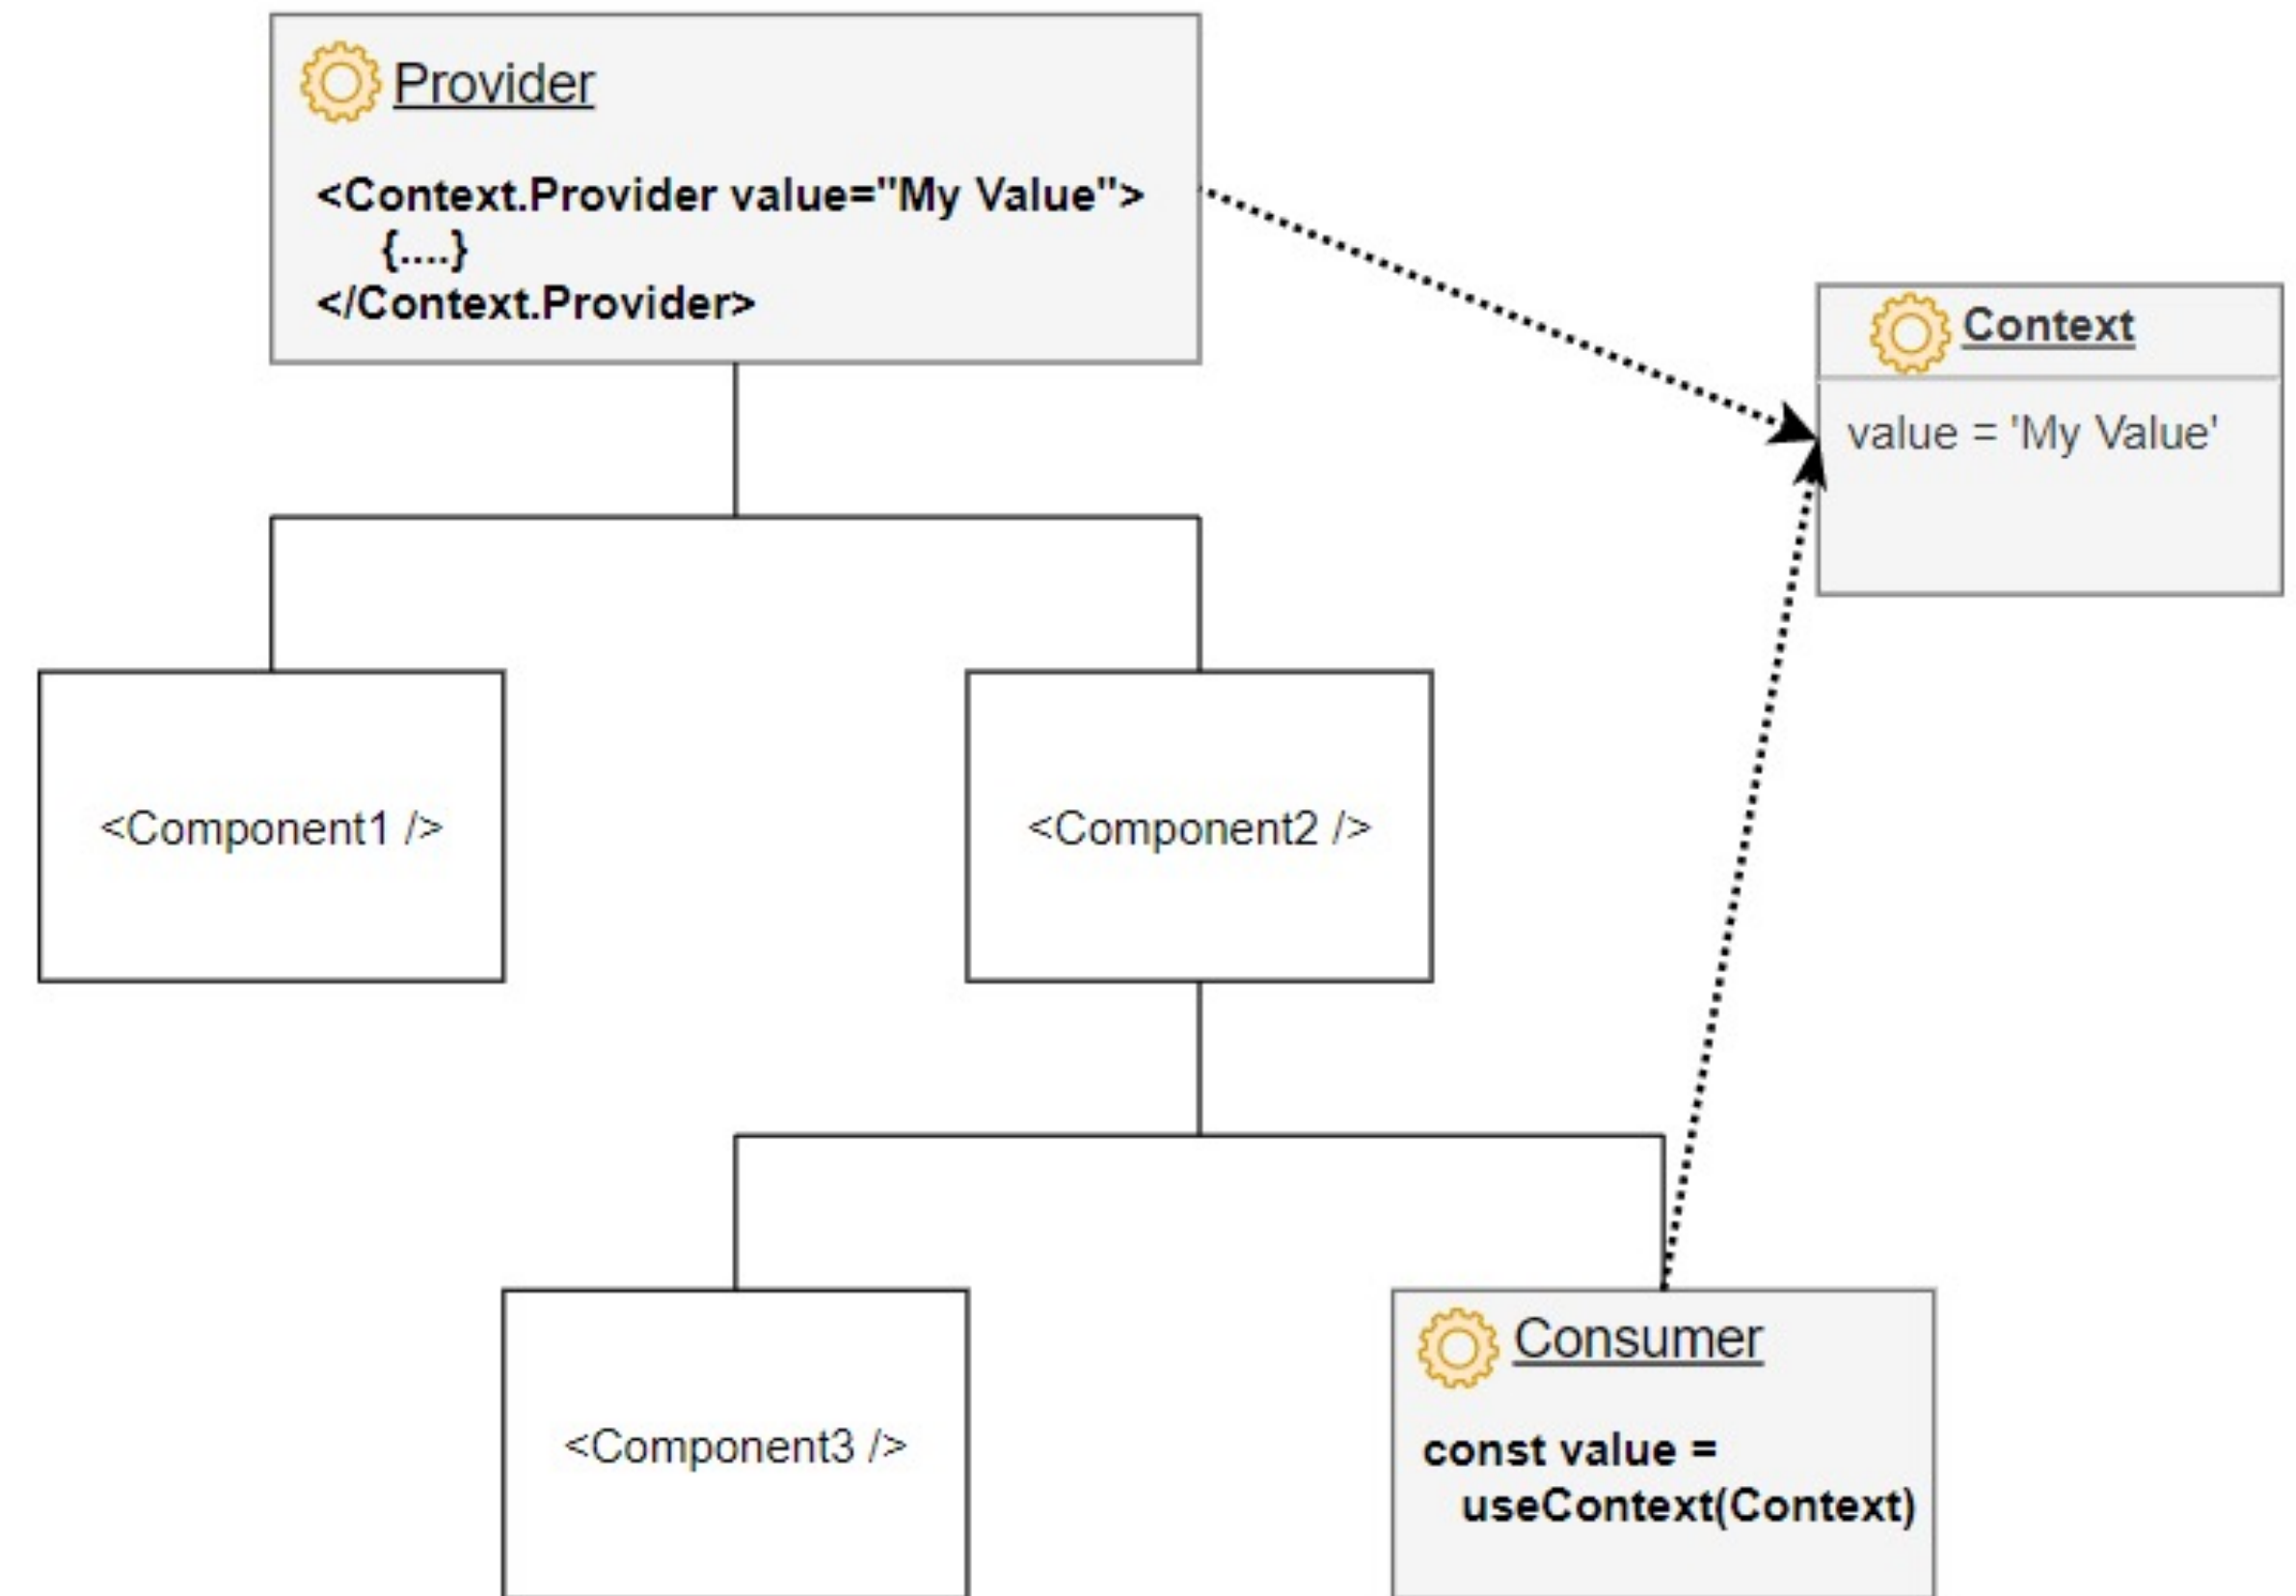 Provider
<Context.Provider value="My Value">
{....}
</Context.Provider>
Context
value = 'My Value'
<Component1 />
<Component2 />
<Component3 />
Consumer
const value =
useContext(Context)